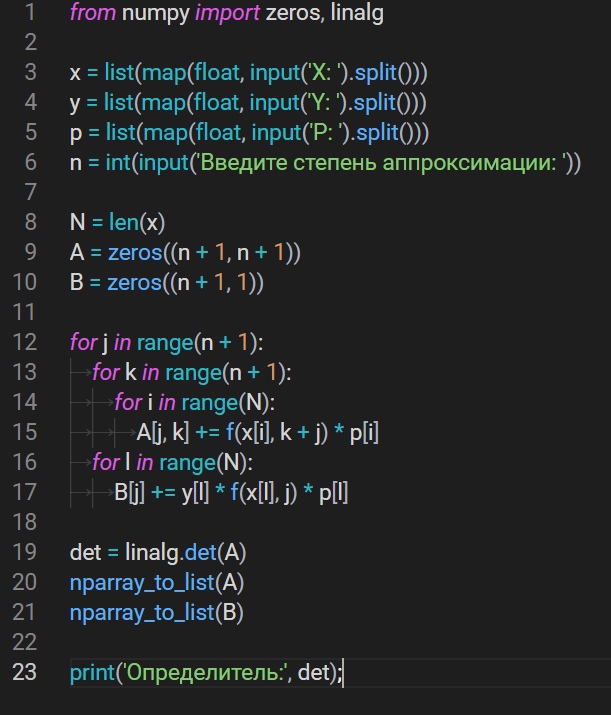 1 from numpy import zeros, linalg
2
3 x = list(map(float, input('X: ').split()))
4 y = list(map(float, input('Y: ').split()))
5 p = list(map(float, input('P: ').split()))
6 n = int(input('Введите степень аппроксимации: '))
7
8 N = len(x)
9 A = zeros((n + 1, n + 1))
10 B = zeros((n + 1, 1))
11
12 for j in range(n + 1):
13 for k in range(n + 1):
14 for i in range(N):
15 A[j, k] += f(x[i], k + j) * p[i]
16 for l in range(N):
17 B[j] += y[l] * f(x[l], j) * p[l]
18
19 det = linalg.det(A)
20 nparray_to_list(A)
21 nparray_to_list(B)
22
23 print('Определитель:', det);